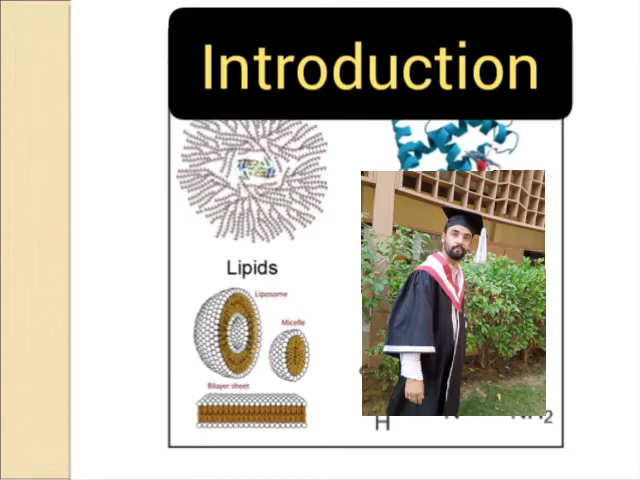 Introduction
Lipids
Liposome
Micelle
Bilayer sheet
H